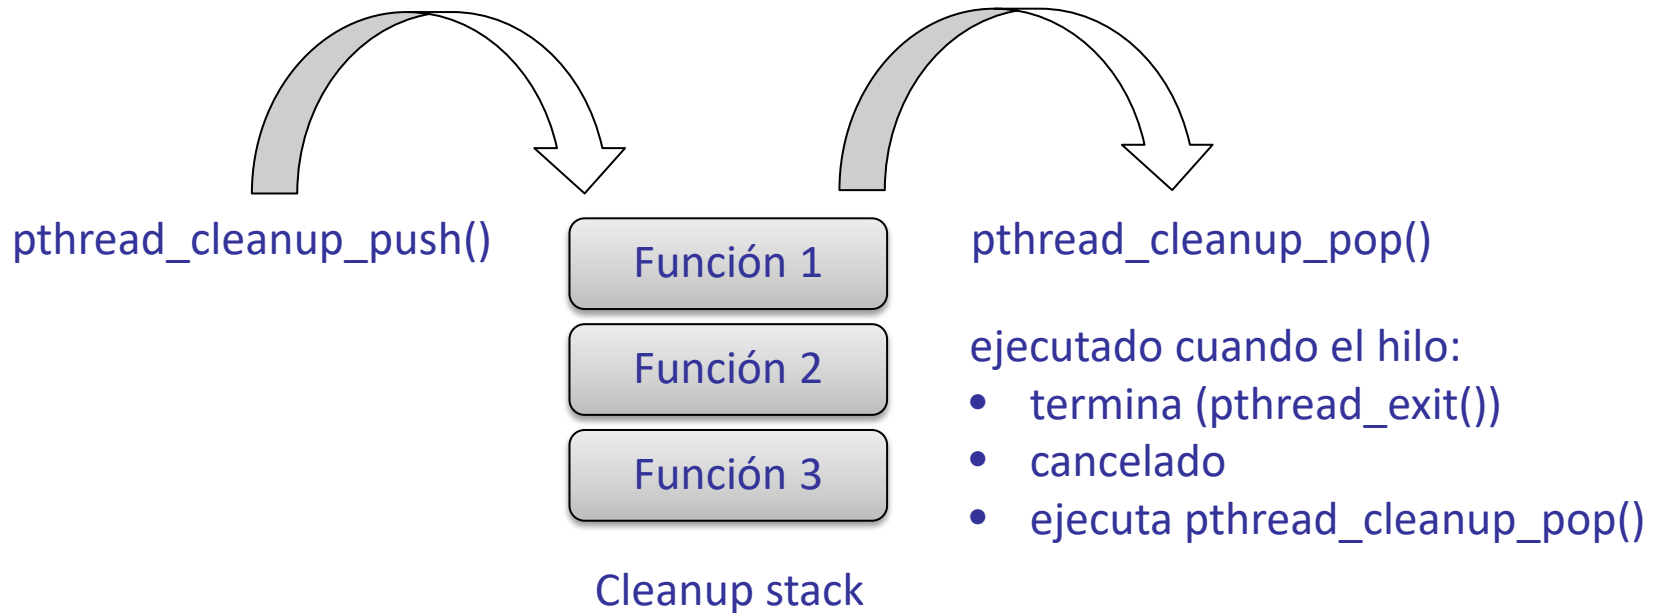 pthread_cleanup_push()
Función 1
Función 2
Función 3
Cleanup stack
pthread_cleanup_pop()
ejecutado cuando el hilo:
• termina (pthread_exit())
• cancelado
• ejecuta pthread_cleanup_pop()